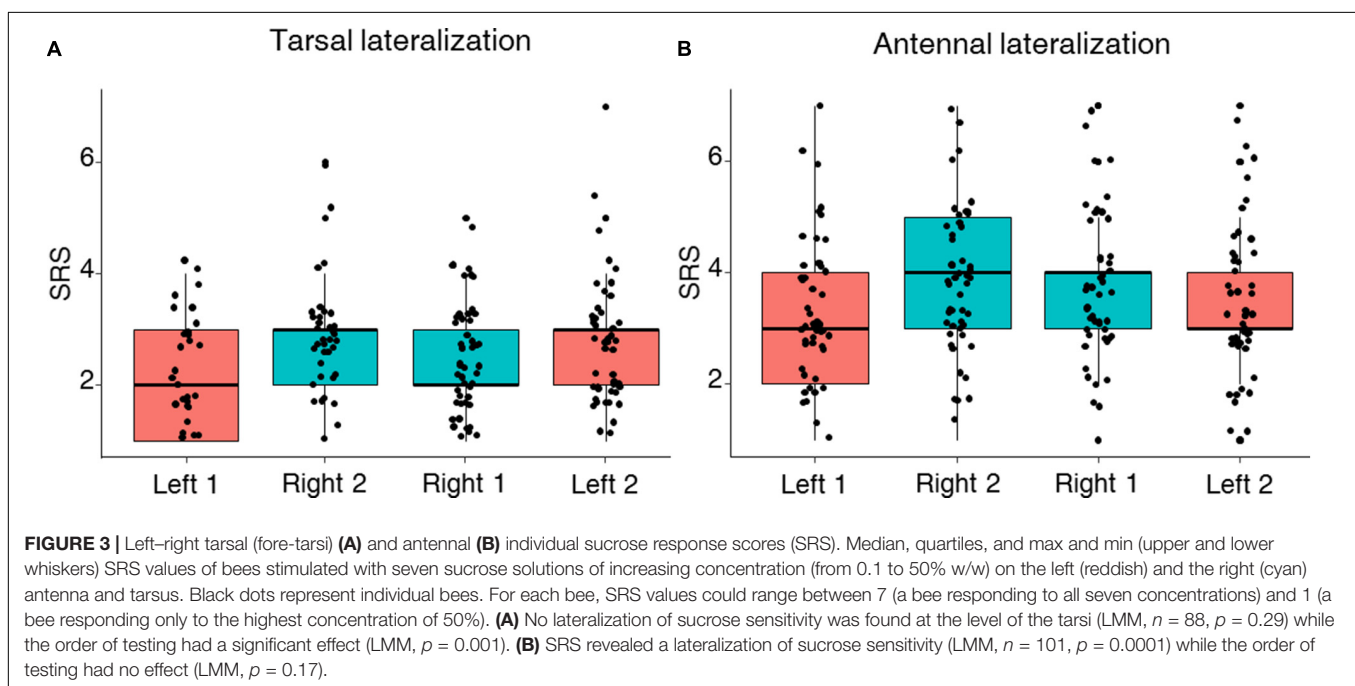 A
Tarsal lateralization
SRS
6
4
2
Left 1 Right 2 Right 1 Left 2
B
Antennal lateralization
SRS
6
4
2
Left 1 Right 2 Right 1 Left 2
FIGURE 3 | Left–right tarsal (fore-tarsi) (A) and antennal (B) individual sucrose response scores (SRS). Median, quartiles, and max and min (upper and lower
whiskers) SRS values of bees stimulated with seven sucrose solutions of increasing concentration (from 0.1 to 50% w/w) on the left (reddish) and the right (cyan)
antenna and tarsus. Black dots represent individual bees. For each bee, SRS values could range between 7 (a bee responding to all seven concentrations) and 1 (a
bee responding only to the highest concentration of 50%). (A) No lateralization of sucrose sensitivity was found at the level of the tarsi (LMM, n = 88, p = 0.29) while
the order of testing had a significant effect (LMM, p = 0.001). (B) SRS revealed a lateralization of sucrose sensitivity (LMM, n = 101, p = 0.0001) while the order of
testing had no effect (LMM, p = 0.17).